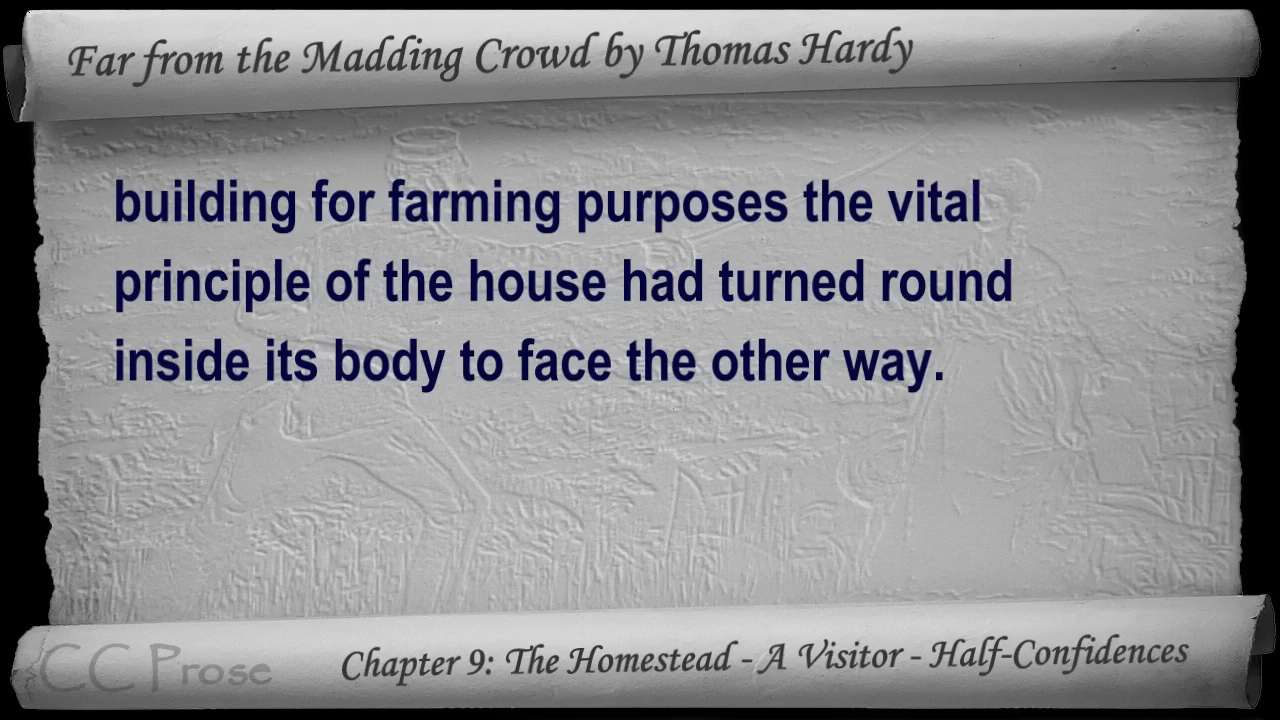 Far from the Madding Crowd by Thomas Hardy
building for farming purposes the vital
principle of the house had turned round
inside its body to face the other way.
CC Prose
Chapter 9: The Homestead - A Visitor - Half-Confidences